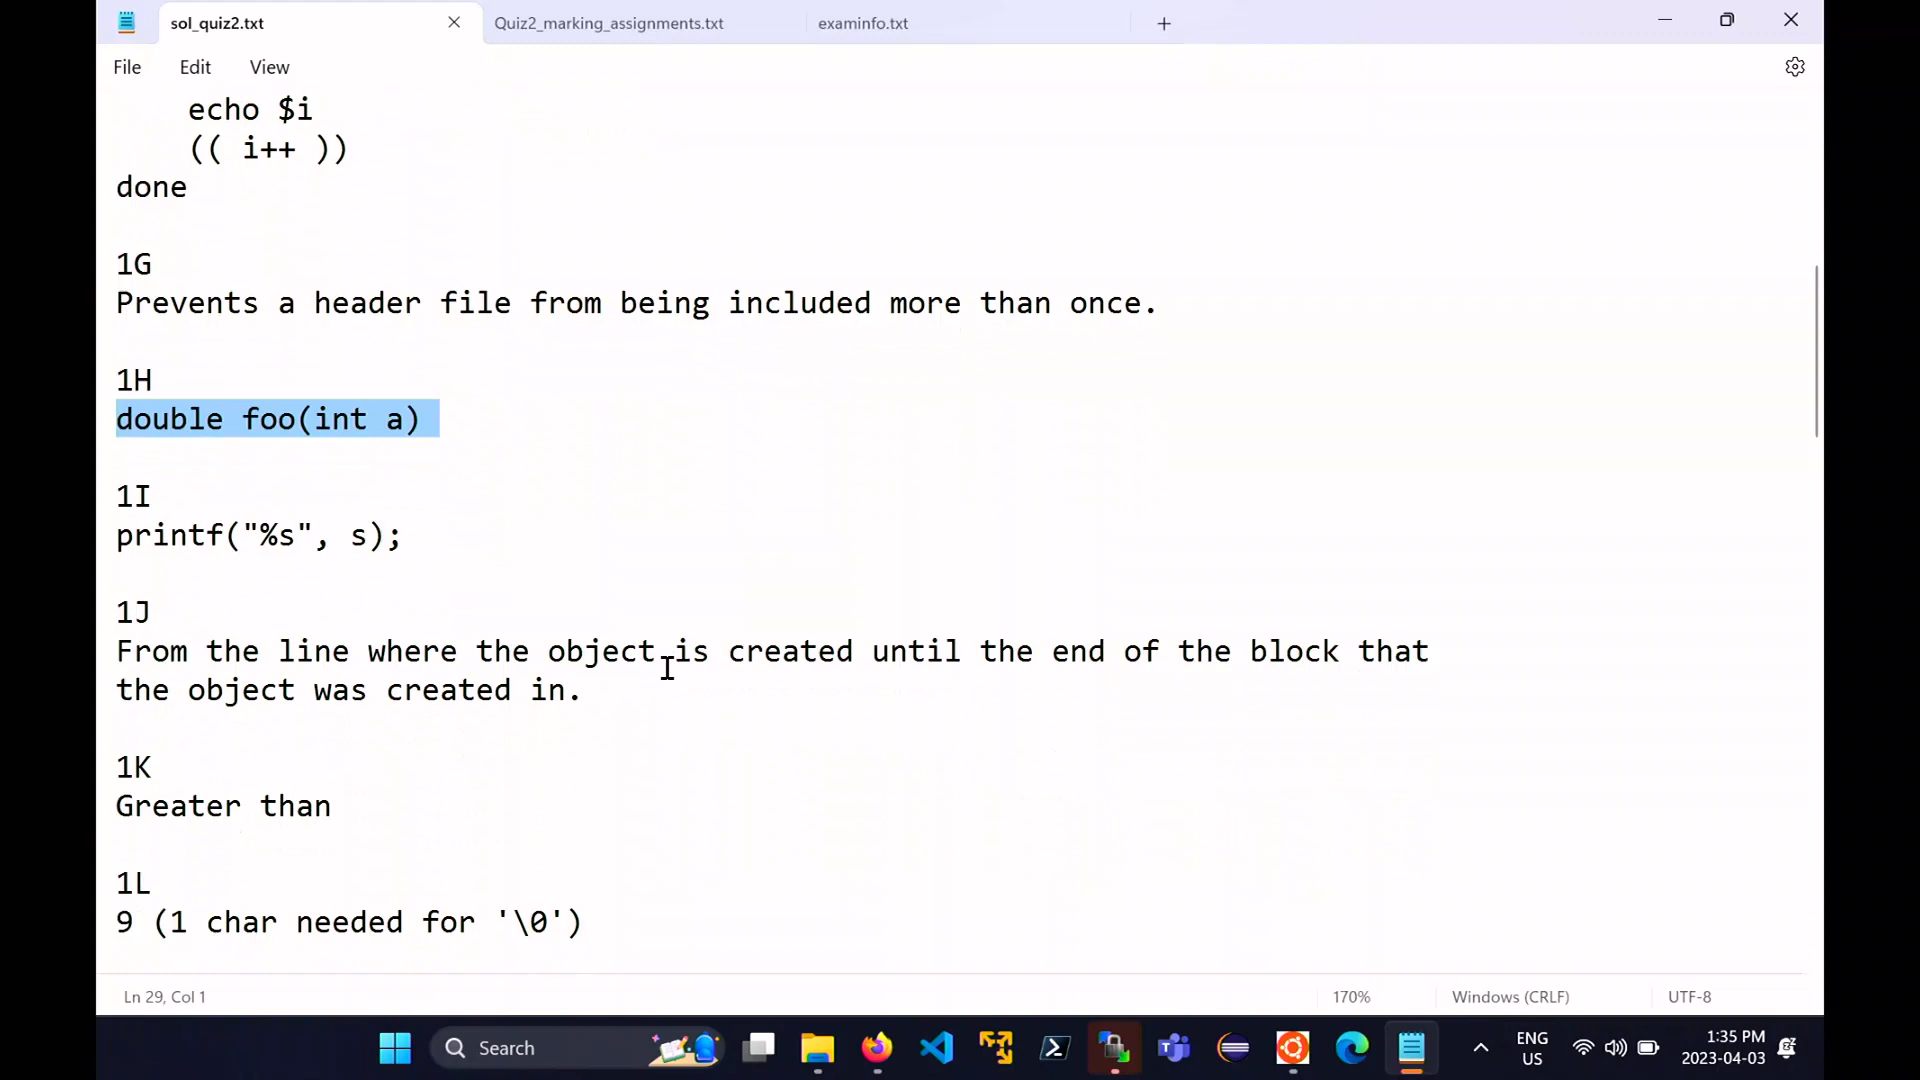 sol_quiz2.txt
Quiz2_marking_assignments.txt
examinfo.txt
File Edit View
echo $i
(( i++ ))
done
1G
Prevents a header file from being included more than once.
1H
double foo(int a)
1I
printf("%s", s);
1J
From the line where the object is created until the end of the block that
the object was created in.
1K
Greater than
1L
9 (1 char needed for '\0')
Ln 29, Col 1
170%
Windows (CRLF)
UTF-8
Search
ENG
US
1:35 PM
2023-04-03